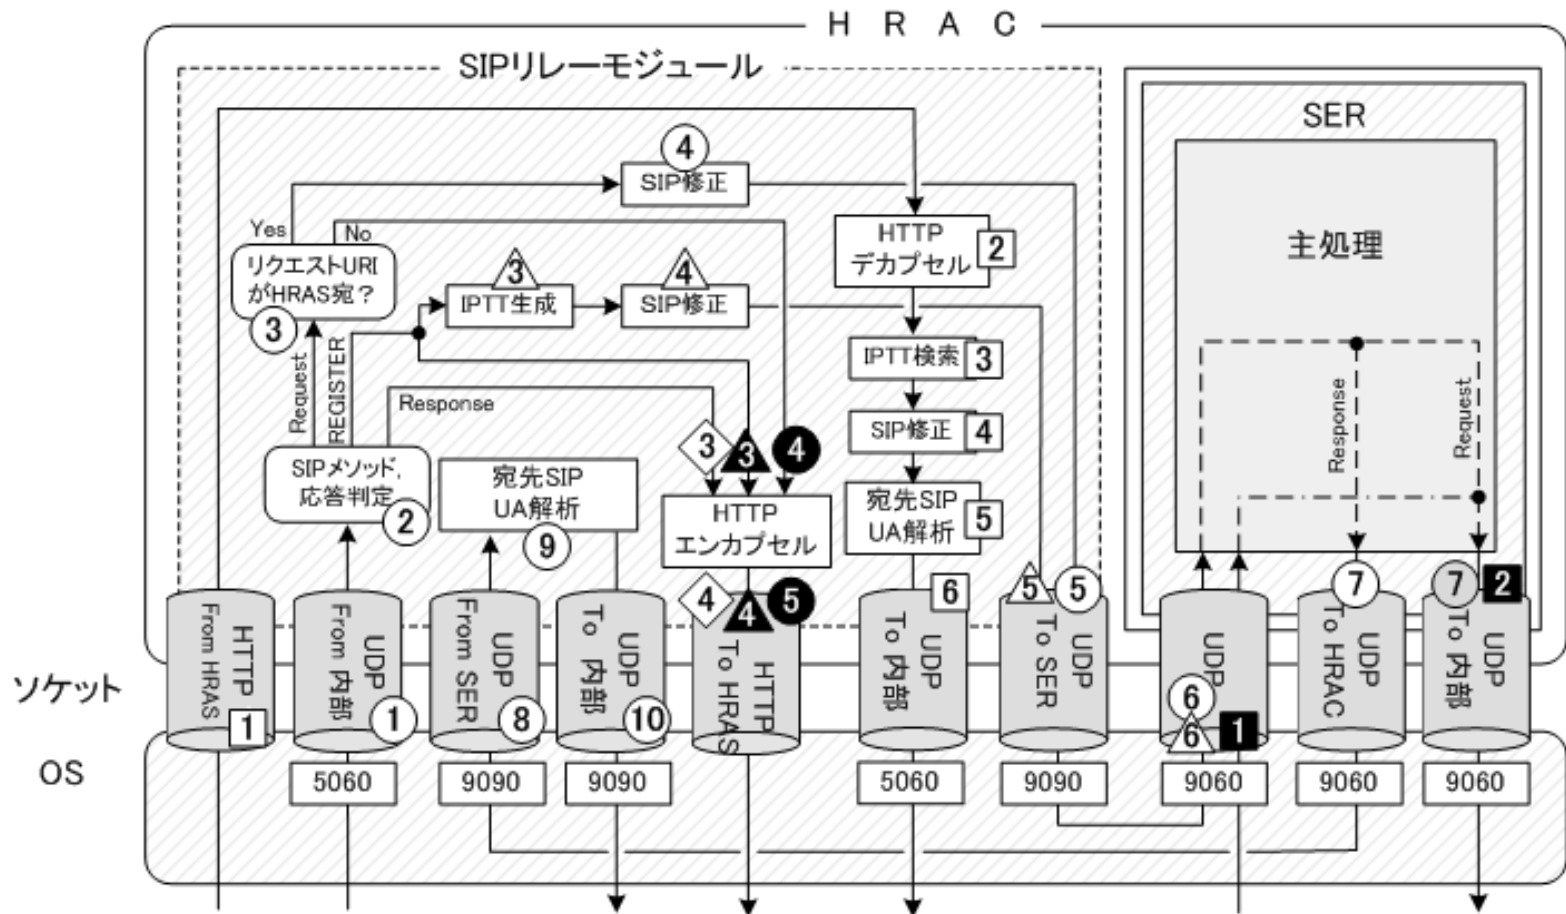 HRAC
SIPリレーモジュール
SER
④
SIP修正
Yes
No
リクエストURI
がHRAS宛？
③
3
IPTT生成
4
SIP修正
HTTP
デカプセル
2
主処理
IPTT検索
3
SIP修正
4
Request
REGISTER
Response
3
3
4
Response
Request
SIPメソッド,
応答判定
②
宛先SIP
UA解析
⑨
HTTP
エンカプセル
宛先SIP
UA解析
5
ソケット
HTTP
From HRAS
1
UDP
From 内部
①
UDP
From SER
⑧
UDP
To 内部
⑩
4
4
5
HTTP
To HRAS
6
UDP
To 内部
5
⑤
UDP
To SER
UDP
⑥
6
1
⑦
UDP
To HRAC
⑦
2
UDP
To 内部
OS
5060
9090
9090
5060
9090
9060
9060
9060